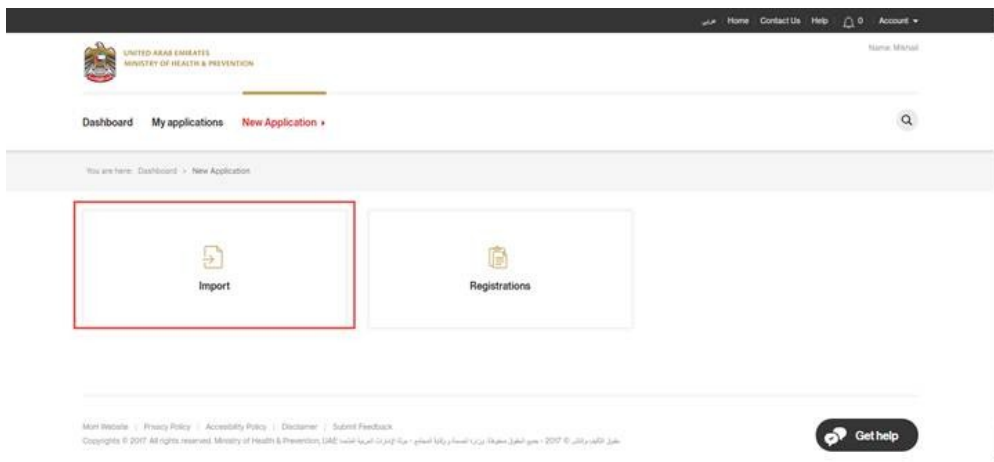 عربي Home Contact Us Help 0 Account
UNITED ARAB EMIRATES
MINISTRY OF HEALTH & PREVENTION
Name: Mikhail
Dashboard My applications New Application
You are here: Dashboard > New Application
Import
Registrations
MoH Website | Privacy Policy | Accessibility Policy | Disclaimer | Submit Feedback
Copyrights © 2017 All rights reserved. Ministry of Health & Prevention, UAE
Get help